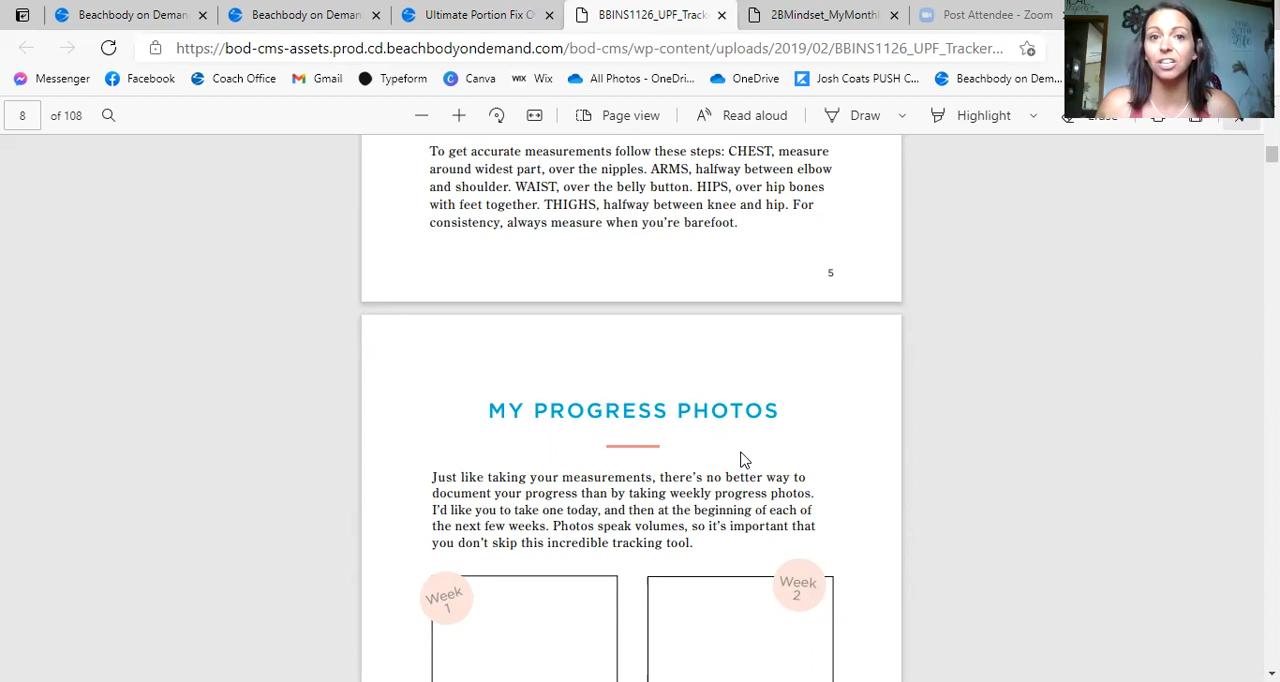 Beachbody on Deman
Beachbody on Deman
Ultimate Portion Fix O
BBINS1126_UPF_Track
2BMindset_MyMonthl
Post Attendee - Zoom
https://bod-cms-assets.prod.cd.beachbodyondemand.com/bod-cms/wp-content/uploads/2019/02/BBINS1126_UPF_Tracker...
Messenger
Facebook
Coach Office
Gmail
Typeform
Canva
WIX Wix
All Photos - OneDri...
OneDrive
Josh Coats PUSH C...
Beachbody on Dem...
8 of 108
Page view
Read aloud
Draw
Highlight
To get accurate measurements follow these steps: CHEST, measure
around widest part, over the nipples. ARMS, halfway between elbow
and shoulder. WAIST, over the belly button. HIPS, over hip bones
with feet together. THIGHS, halfway between knee and hip. For
consistency, always measure when you're barefoot.
5
MY PROGRESS PHOTOS
Just like taking your measurements, there's no better way to
document your progress than by taking weekly progress photos.
I'd like you to take one today, and then at the beginning of each of
the next few weeks. Photos speak volumes, so it's important that
you don't skip this incredible tracking tool.
Week
1
Week
2